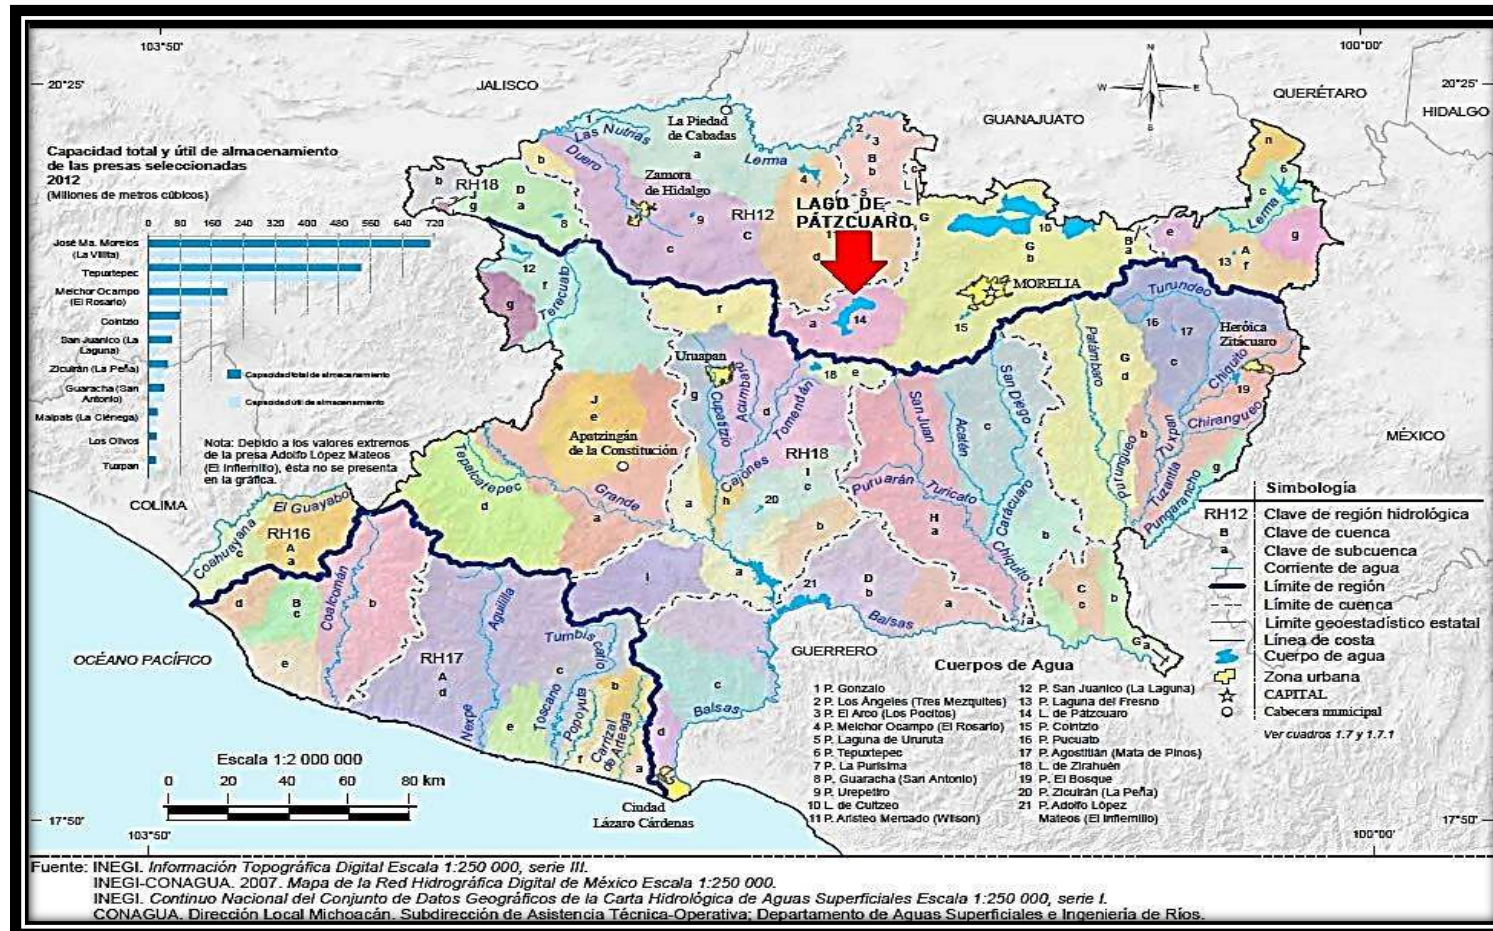 103°50'
100°00'
20°25'
20°25'
JALISCO
GUANAJUATO
QUERÉTARO
HIDALGO
N
W
E
S
Capacidad total y útil de almacenamiento
de las presas seleccionadas
2012
(Millones de metros cúbicos)
0 80 160 240 320 400 480 560 640 720
José Ma. Morelos
(La Villita)
Tepuxtepec
Melchor Ocampo
(El Rosario)
Cointzio
San Juanico (La
Laguna)
Zicuirán (La Peña)
Guaracha (San
Antonio)
Malpaís (La Ciénega)
Los Olivos
Tuxpan
Capacidad total de almacenamiento
Capacidad útil de almacenamiento
Nota: Debido a los valores extremos
de la presa Adolfo López Mateos
(El Infiernillo), ésta no se presenta
en la gráfica.
La Piedad
de Cabadas
Las Nutrias
Duero
Lerma
Zamora
de Hidalgo
RH18
RH12
LAGO DE
PÁTZCUARO
MORELIA
Lerma
Terecuato
Turundeo
Heróica
Zitácuaro
Uruapan
Cupatitzio
Acumbar
Tomendán
Cajones
RH18
San Juan
Acatén
San Diego
Patámbaro
Chiquito
Chirangueo
Tuxpan
Tuzantla
Purungueo
Pungarancho
Puruarán
Turicato
Carácuaro
Chiquito
Apatzingán
de la Constitución
Tepalcatepec
Grande
COLIMA
MÉXICO
El Guayabo
RH16
Coahuayana
Coalcomán
RH17
Aguililla
Nexpe
Tumbis
catio
Toscano
Popoyuta
Carrizal
de Arteaga
Balsas
Balsas
GUERRERO
OCÉANO PACÍFICO
Ciudad
Lázaro Cárdenas
Escala 1:2 000 000
0 20 40 60 80 km
Cuerpos de Agua
1 P. Gonzalo
2 P. Los Ángeles (Tres Mezquites)
3 P. El Arco (Los Pocitos)
4 P. Melchor Ocampo (El Rosario)
5 P. Laguna de Ururuta
6 P. Tepuxtepec
7 P. La Purísima
8 P. Guaracha (San Antonio)
9 P. Urepetiro
10 L. de Cuitzeo
11 P. Aristeo Mercado (Wilson)
12 P. San Juanico (La Laguna)
13 P. Laguna del Fresno
14 L. de Pátzcuaro
15 P. Cointzio
16 P. Pucuato
17 P. Agostitlán (Mata de Pinos)
18 L. de Zirahuén
19 P. El Bosque
20 P. Zicuirán (La Peña)
21 P. Adolfo López
Mateos (El Infiernillo)
Simbología
RH12 Clave de región hidrológica
B Clave de cuenca
a Clave de subcuenca
Corriente de agua
Límite de región
Límite de cuenca
Límite geoestadístico estatal
Línea de costa
Cuerpo de agua
Zona urbana
CAPITAL
Cabecera municipal
Ver cuadros 1.7 y 1.7.1
17°50'
17°50'
103°50'
100°00'
Fuente: INEGI. Información Topográfica Digital Escala 1:250 000, serie III.
INEGI-CONAGUA. 2007. Mapa de la Red Hidrográfica Digital de México Escala 1:250 000.
INEGI. Continuo Nacional del Conjunto de Datos Geográficos de la Carta Hidrológica de Aguas Superficiales Escala 1:250 000, serie I.
CONAGUA. Dirección Local Michoacán. Subdirección de Asistencia Técnica-Operativa; Departamento de Aguas Superficiales e Ingeniería de Ríos.